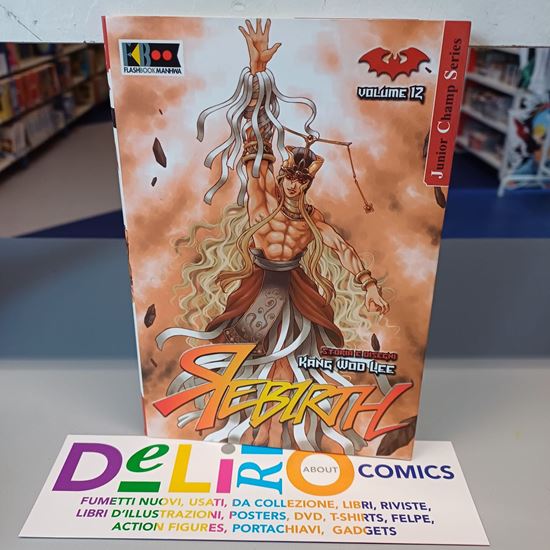 FBOO
FLASHBOOK MANHWA
VOLUME 12
Junior Champ Series
STORIA E DISEGNI
KANG WOO LEE
REBIRTH
DeLiRiO ABOUT COMICS
FUMETTI NUOVI, USATI, DA COLLEZIONE, LIBRI, RIVISTE,
LIBRI D'ILLUSTRAZIONI, POSTERS, DVD, T-SHIRTS, FELPE,
ACTION FIGURES, PORTACHIAVI, GADGETS